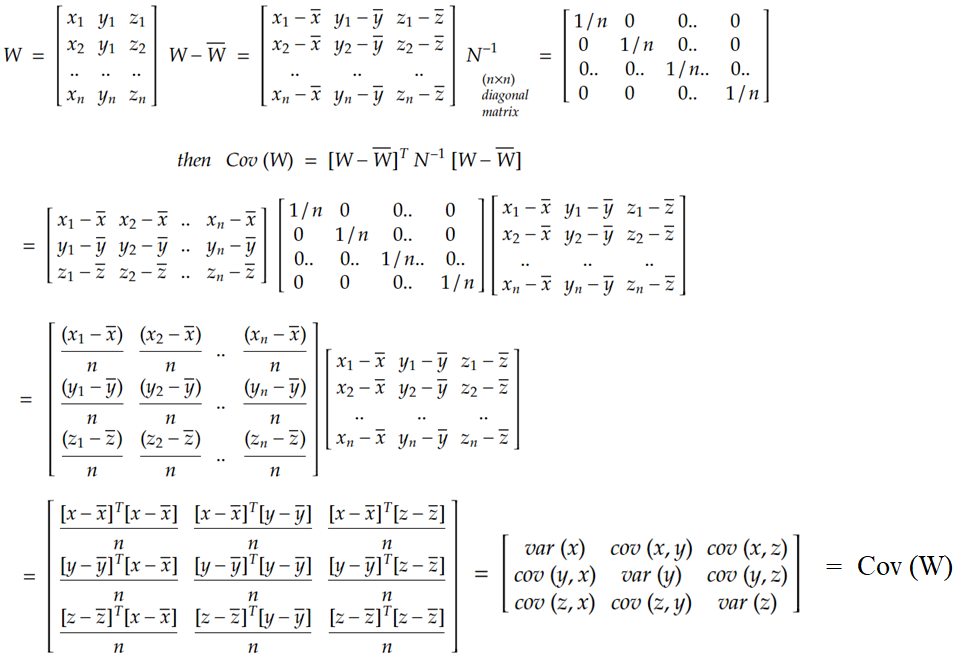 W = [ x₁ y₁ z₁ ; x₂ y₁ z₂ ; .. .. .. ; xₙ yₙ zₙ ] W − W̅ = [ x₁ − x̅ y₁ − y̅ z₁ − z̅ ; x₂ − x̅ y₂ − y̅ z₂ − z̅ ; .. .. .. ; xₙ − x̅ yₙ − y̅ zₙ − z̅ ] N⁻¹ (n×n) diagonal matrix = [ 1/n 0 0.. 0 ; 0 1/n 0.. 0 ; 0.. 0.. 1/n.. 0.. ; 0 0 0.. 1/n ]
then Cov (W) = [W − W̅]ᵀ N⁻¹ [W − W̅]
= [ x₁ − x̅ x₂ − x̅ .. xₙ − x̅ ; y₁ − y̅ y₂ − y̅ .. yₙ − y̅ ; z₁ − z̅ z₂ − z̅ .. zₙ − z̅ ] [ 1/n 0 0.. 0 ; 0 1/n 0.. 0 ; 0.. 0.. 1/n.. 0.. ; 0 0 0.. 1/n ] [ x₁ − x̅ y₁ − y̅ z₁ − z̅ ; x₂ − x̅ y₂ − y̅ z₂ − z̅ ; .. .. .. ; xₙ − x̅ yₙ − y̅ zₙ − z̅ ]
= [ (x₁ − x̅)/n (x₂ − x̅)/n .. (xₙ − x̅)/n ; (y₁ − y̅)/n (y₂ − y̅)/n .. (yₙ − y̅)/n ; (z₁ − z̅)/n (z₂ − z̅)/n .. (zₙ − z̅)/n ] [ x₁ − x̅ y₁ − y̅ z₁ − z̅ ; x₂ − x̅ y₂ − y̅ z₂ − z̅ ; .. .. .. ; xₙ − x̅ yₙ − y̅ zₙ − z̅ ]
= [ [x − x̅]ᵀ[x − x̅]/n [x − x̅]ᵀ[y − y̅]/n [x − x̅]ᵀ[z − z̅]/n ; [y − y̅]ᵀ[x − x̅]/n [y − y̅]ᵀ[y − y̅]/n [y − y̅]ᵀ[z − z̅]/n ; [z − z̅]ᵀ[x − x̅]/n [z − z̅]ᵀ[y − y̅]/n [z − z̅]ᵀ[z − z̅]/n ] = [ var (x) cov (x, y) cov (x, z) ; cov (y, x) var (y) cov (y, z) ; cov (z, x) cov (z, y) var (z) ] = Cov (W)